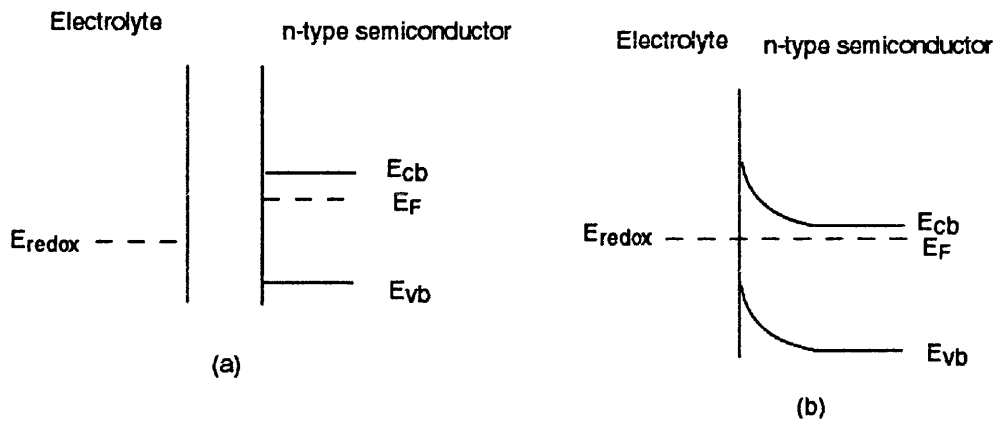 Electrolyte
n-type semiconductor
Ecb
EF
Eredox
Evb
(a)
Electrolyte
n-type semiconductor
Eredox
Ecb
EF
Evb
(b)